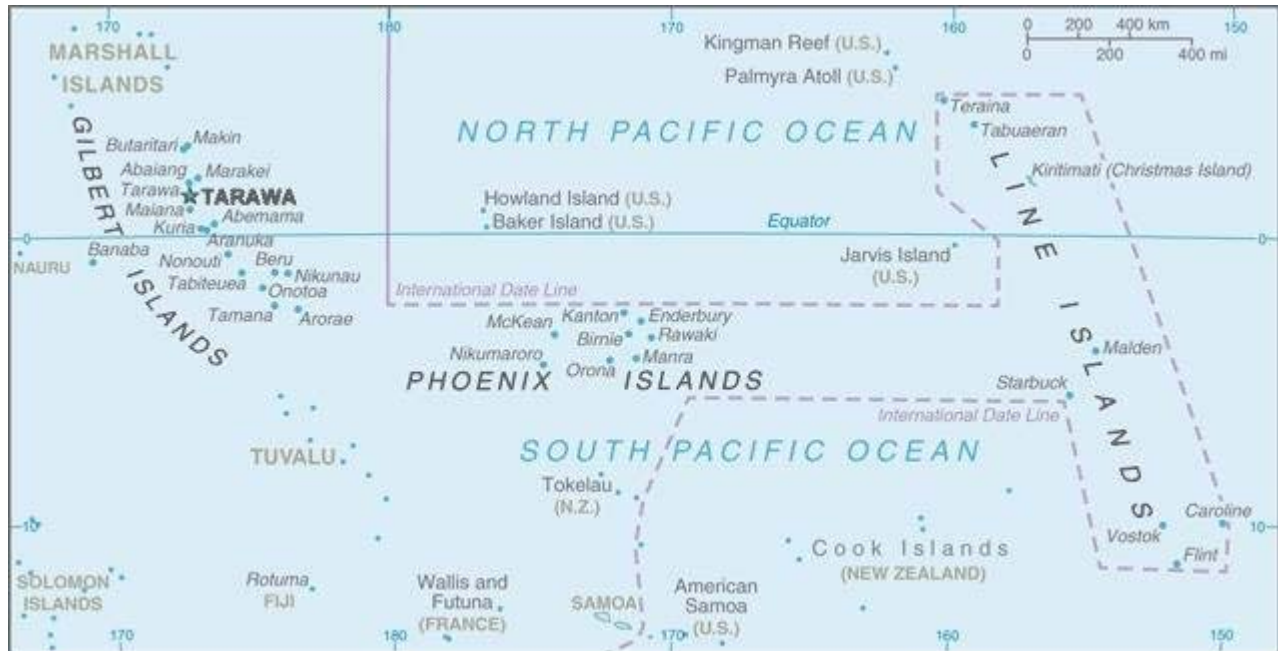 170
180
170
160
150
0 200 400 km
0 200 400 mi
MARSHALL
ISLANDS
Kingman Reef (U.S.)
Palmyra Atoll (U.S.)
Teraina
Tabuaeran
NORTH PACIFIC OCEAN
GILBERT ISLANDS
Makin
Butaritari
Abaiang
Marakei
Tarawa
TARAWA
Maiana
Abemama
Kuria
Aranuka
Kiritimati (Christmas Island)
LINE ISLANDS
Howland Island (U.S.)
Baker Island (U.S.)
Equator
0
0
Banaba
NAURU
Nonouti
Beru
Nikunau
Tabiteuea
Onotoa
Tamana
Arorae
Jarvis Island
(U.S.)
International Date Line
McKean
Kanton
Enderbury
Birnie
Rawaki
Nikumaroro
Orona
Manra
PHOENIX ISLANDS
Malden
Starbuck
International Date Line
SOUTH PACIFIC OCEAN
TUVALU
Tokelau
(N.Z.)
10
10
Caroline
Vostok
Flint
Cook Islands
(NEW ZEALAND)
SOLOMON
ISLANDS
Rotuma
FIJI
Wallis and
Futuna
(FRANCE)
SAMOA
American
Samoa
(U.S.)
170
180
170
160
150